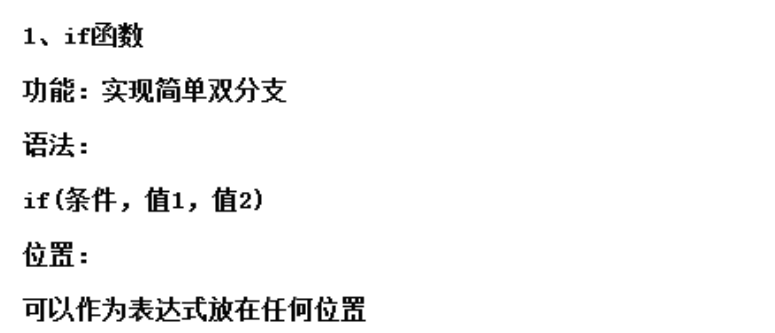 1、if函数
功能：实现简单双分支
语法：
if(条件，值1，值2)
位置：
可以作为表达式放在任何位置